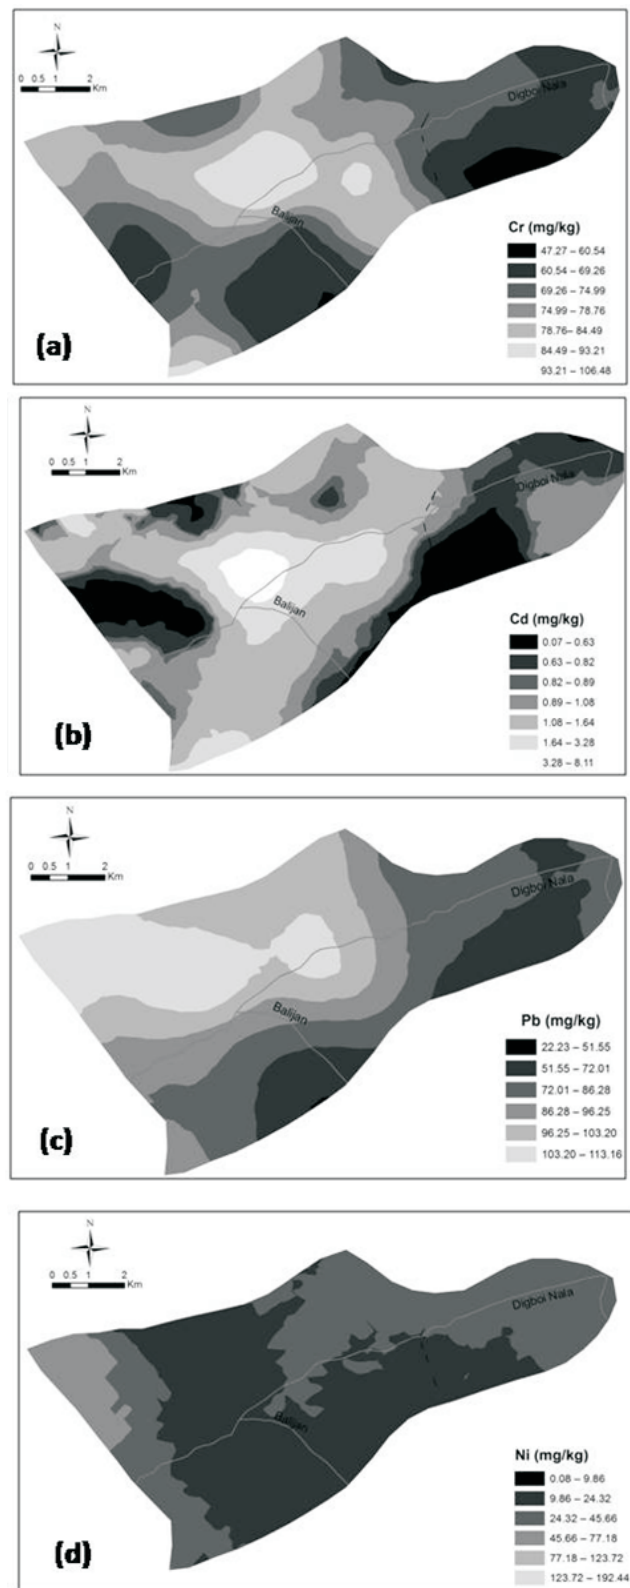 N
0 0.5 1 2
Km
Digboi Nala
Balijan
Cr (mg/kg)
47.27 – 60.54
60.54 – 69.26
69.26 – 74.99
74.99 – 78.76
78.76– 84.49
84.49 – 93.21
93.21 – 106.48
(a)
N
0 0.5 1 2
Km
Digboi Nala
Balijan
Cd (mg/kg)
0.07 – 0.63
0.63 – 0.82
0.82 – 0.89
0.89 – 1.08
1.08 – 1.64
1.64 – 3.28
3.28 – 8.11
(b)
N
0 0.5 1 2
Km
Digboi Nala
Balijan
Pb (mg/kg)
22.23 – 51.55
51.55 – 72.01
72.01 – 86.28
86.28 – 96.25
96.25 – 103.20
103.20 – 113.16
(c)
N
0 0.5 1 2
Km
Digboi Nala
Balijan
Ni (mg/kg)
0.08 – 9.86
9.86 – 24.32
24.32 – 45.66
45.66 – 77.18
77.18 – 123.72
123.72 – 192.44
(d)